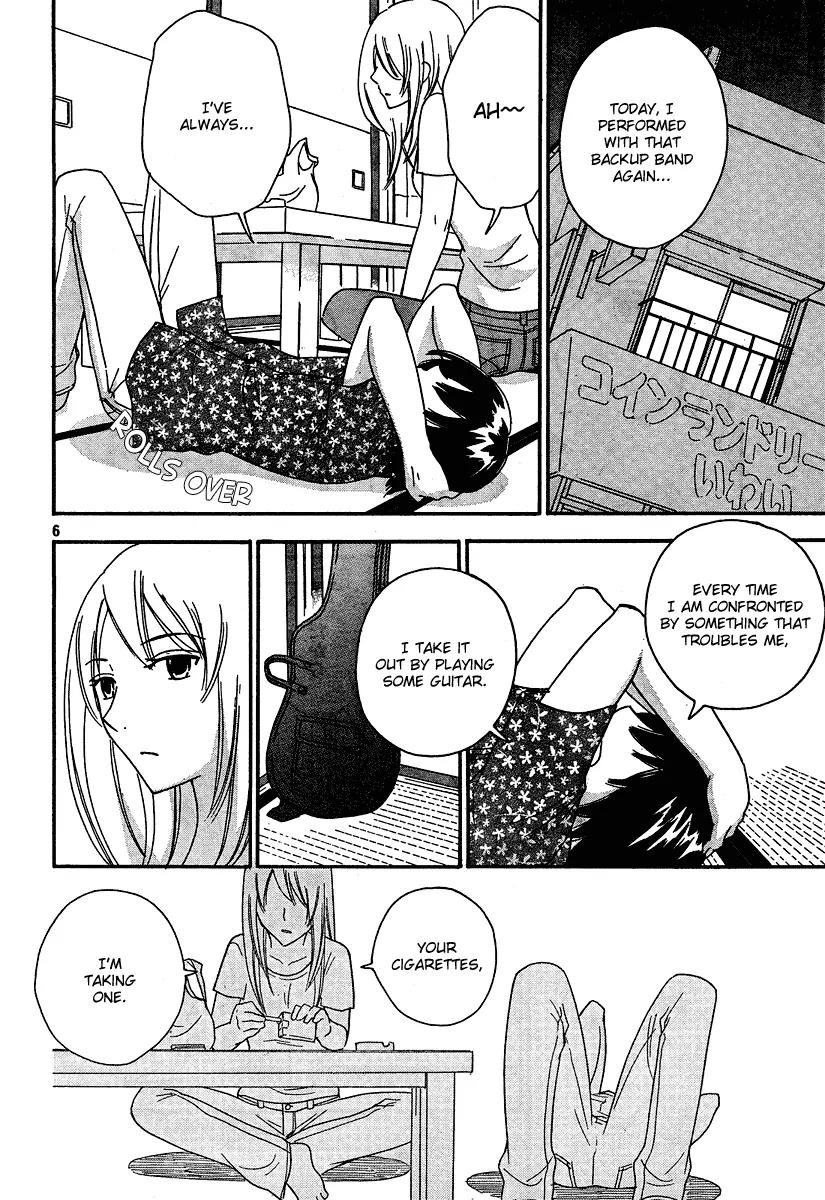 TODAY, I
PERFORMED
WITH THAT
BACKUP BAND
AGAIN...
コインランドリー
いわい
AH~~
I'VE
ALWAYS...
ROLLS OVER
6
EVERY TIME
I AM CONFRONTED
BY SOMETHING THAT
TROUBLES ME,
I TAKE IT
OUT BY PLAYING
SOME GUITAR.
YOUR
CIGARETTES,
I'M
TAKING
ONE.